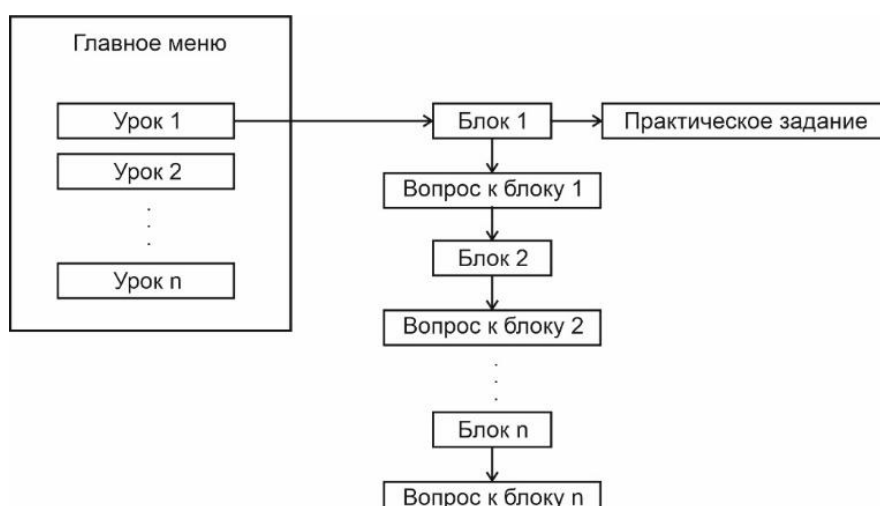 Главное меню
Урок 1
Блок 1
Практическое задание
Урок 2
Вопрос к блоку 1
Блок 2
Урок n
Вопрос к блоку 2
Блок n
Вопрос к блоку n